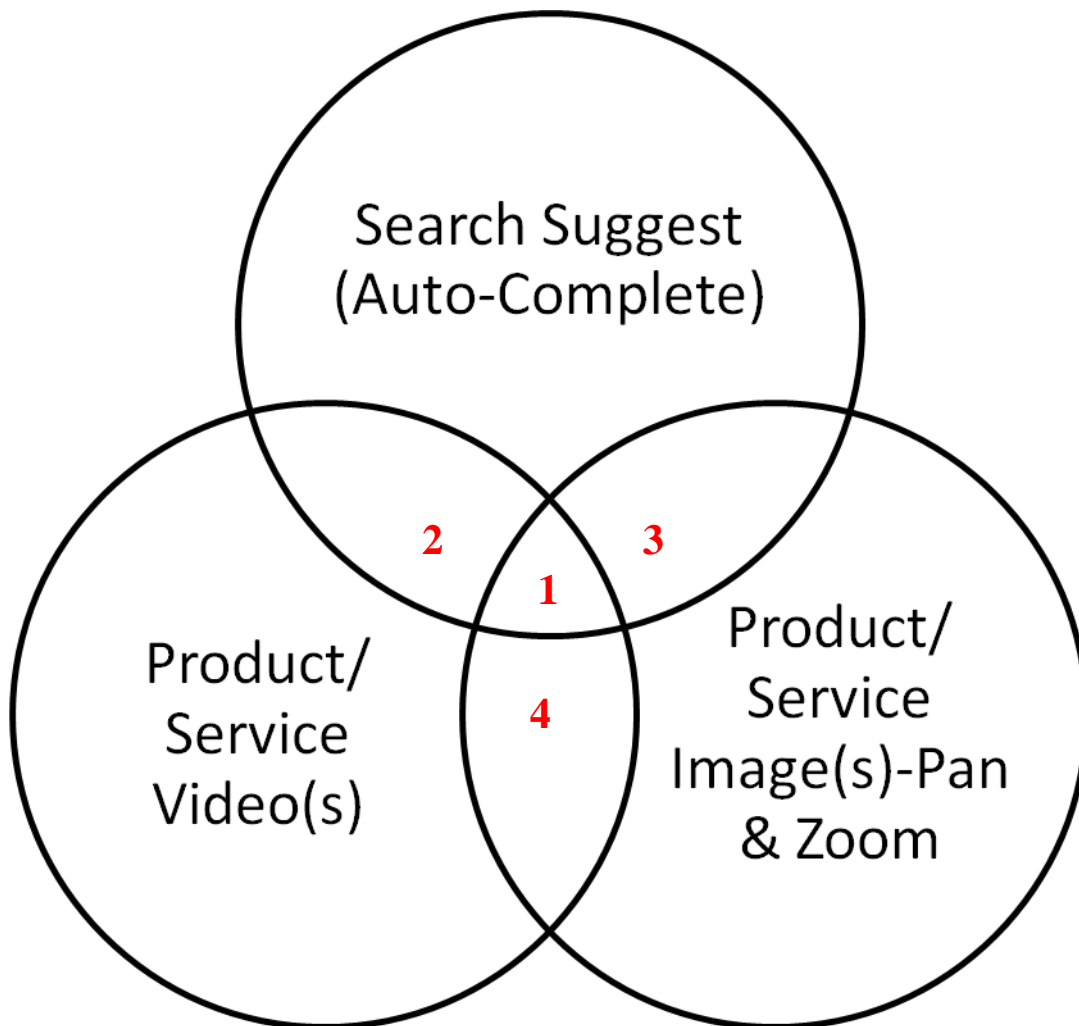 Search Suggest
(Auto-Complete)
2
3
1
Product/
Service
Video(s)
Product/
Service
Image(s)-Pan
& Zoom
4